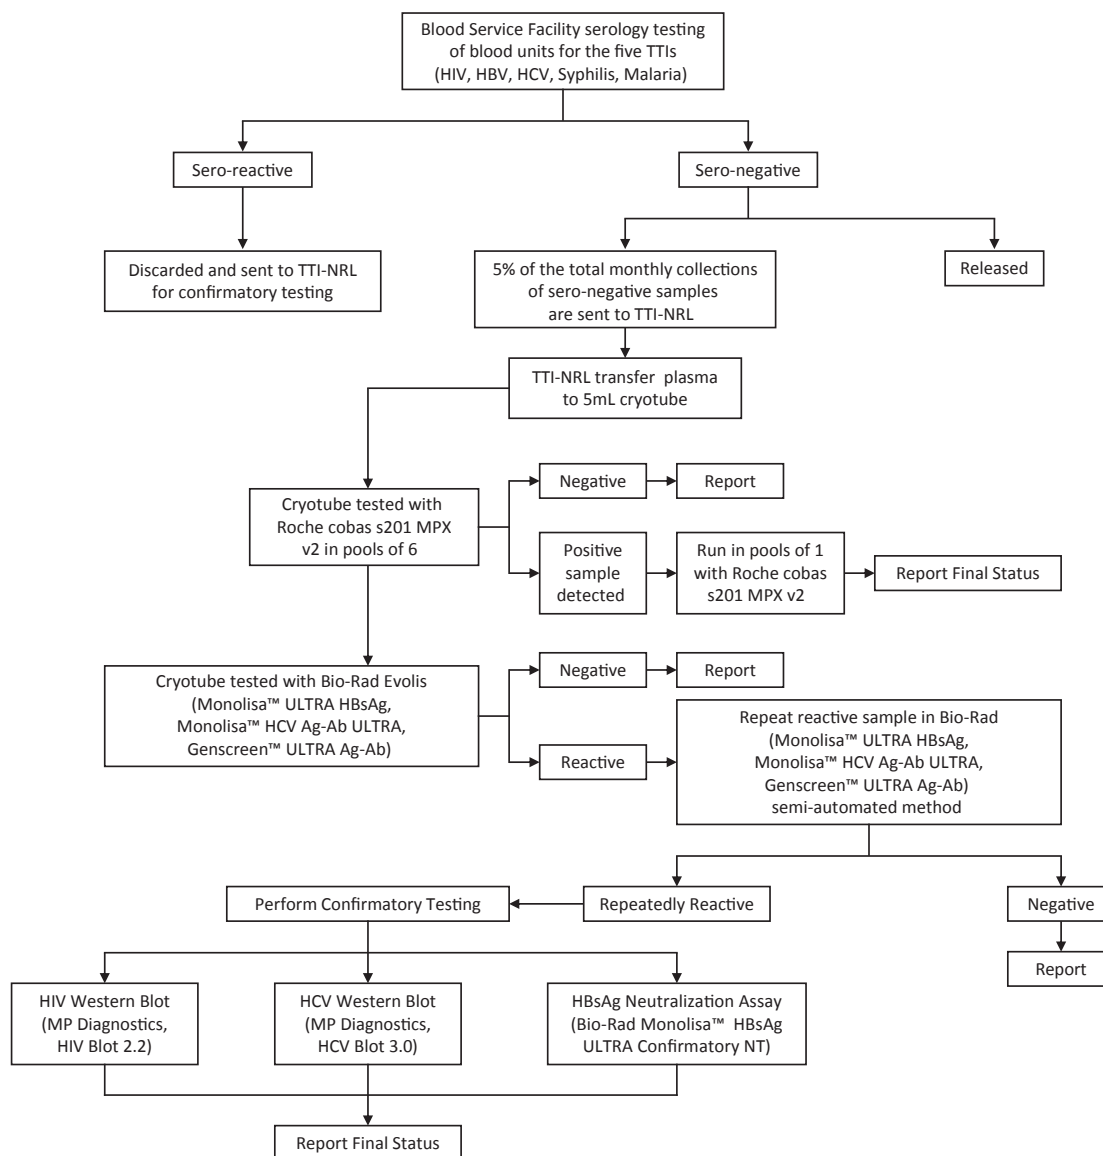 Blood Service Facility serology testing
of blood units for the five TTIs
(HIV, HBV, HCV, Syphilis, Malaria)
Sero-reactive
Sero-negative
Discarded and sent to TTI-NRL
for confirmatory testing
5% of the total monthly collections
of sero-negative samples
are sent to TTI-NRL
Released
TTI-NRL transfer plasma
to 5mL cryotube
Cryotube tested with
Roche cobas s201 MPX
v2 in pools of 6
Negative
Report
Positive
sample
detected
Run in pools of 1
with Roche cobas
s201 MPX v2
Report Final Status
Cryotube tested with Bio-Rad Evolis
(Monolisa™ ULTRA HBsAg,
Monolisa™ HCV Ag-Ab ULTRA,
Genscreen™ ULTRA Ag-Ab)
Negative
Report
Reactive
Repeat reactive sample in Bio-Rad
(Monolisa™ ULTRA HBsAg,
Monolisa™ HCV Ag-Ab ULTRA,
Genscreen™ ULTRA Ag-Ab)
semi-automated method
Perform Confirmatory Testing
Repeatedly Reactive
Negative
Report
HIV Western Blot
(MP Diagnostics,
HIV Blot 2.2)
HCV Western Blot
(MP Diagnostics,
HCV Blot 3.0)
HBsAg Neutralization Assay
(Bio-Rad Monolisa™ HBsAg
ULTRA Confirmatory NT)
Report Final Status